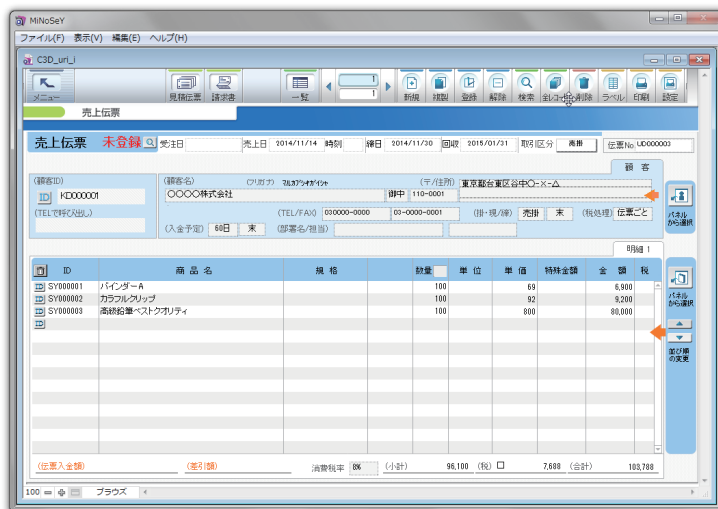 MiNoSeY
ファイル(F) 表示(V) 編集(E) ヘルプ(H)
C3D_uri_i
1
1
メニュー 見積伝票 請求書 一覧 新規 複製 登録 解除 検索 全レコード削除 ラベル 印刷 設定
売上伝票
売上伝票 未登録 受注日 売上日 2014/11/14 時刻 締日 2014/11/30 回収 2015/01/31 取引区分 売掛 伝票No. UD000003
顧 客
(顧客ID) (顧客名) (フリガナ) マルカブシキガイシャ (〒/住所) 東京都台東区谷中○-×-△
ID KD000001 ○○○○株式会社 御中 110-0001
(TELで呼び出し) (TEL/FAX) 030000-0000 03-0000-0001 (掛・現/締) 売掛 末 (税処理) 伝票ごと
(入金予定) 60日 末 (部署名/担当)
パネル
から選択
明細 1
ID 商 品 名 規 格 数量 単 位 単 価 特殊金額 金 額 税
ID SY000001 バインダーA 100 69 6,900
ID SY000002 カラフルクリップ 100 92 9,200
ID SY000003 高級鉛筆ベストクオリティ 100 800 80,000
ID
パネル
から選択
並び順
の変更
(伝票入金額) (差引額) 消費税率 8% (小計) 96,100 (税) 7,688 (合計) 103,788
100 ブラウズ